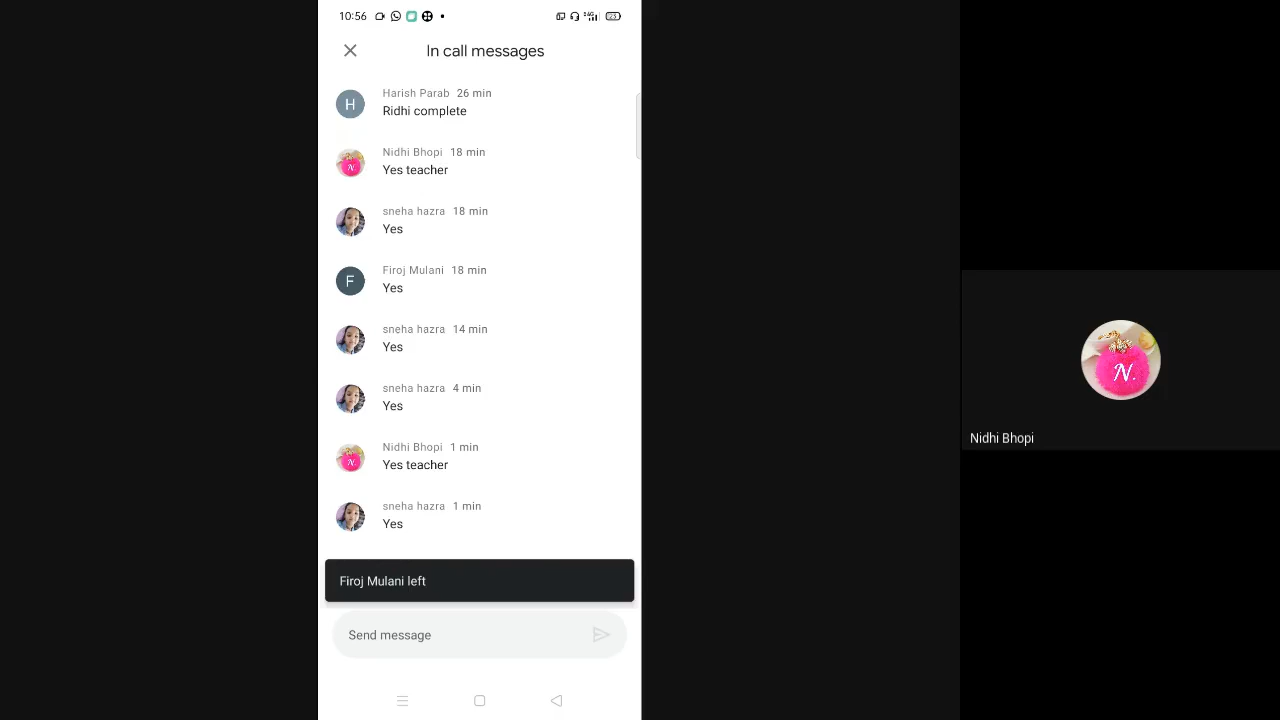 10:56
In call messages
Harish Parab 26 min
Ridhi complete
Nidhi Bhopi 18 min
Yes teacher
sneha hazra 18 min
Yes
Firoj Mulani 18 min
Yes
sneha hazra 14 min
Yes
sneha hazra 4 min
Yes
Nidhi Bhopi 1 min
Yes teacher
sneha hazra 1 min
Yes
Firoj Mulani left
Send message
H
N.
F
N.
N.
Nidhi Bhopi